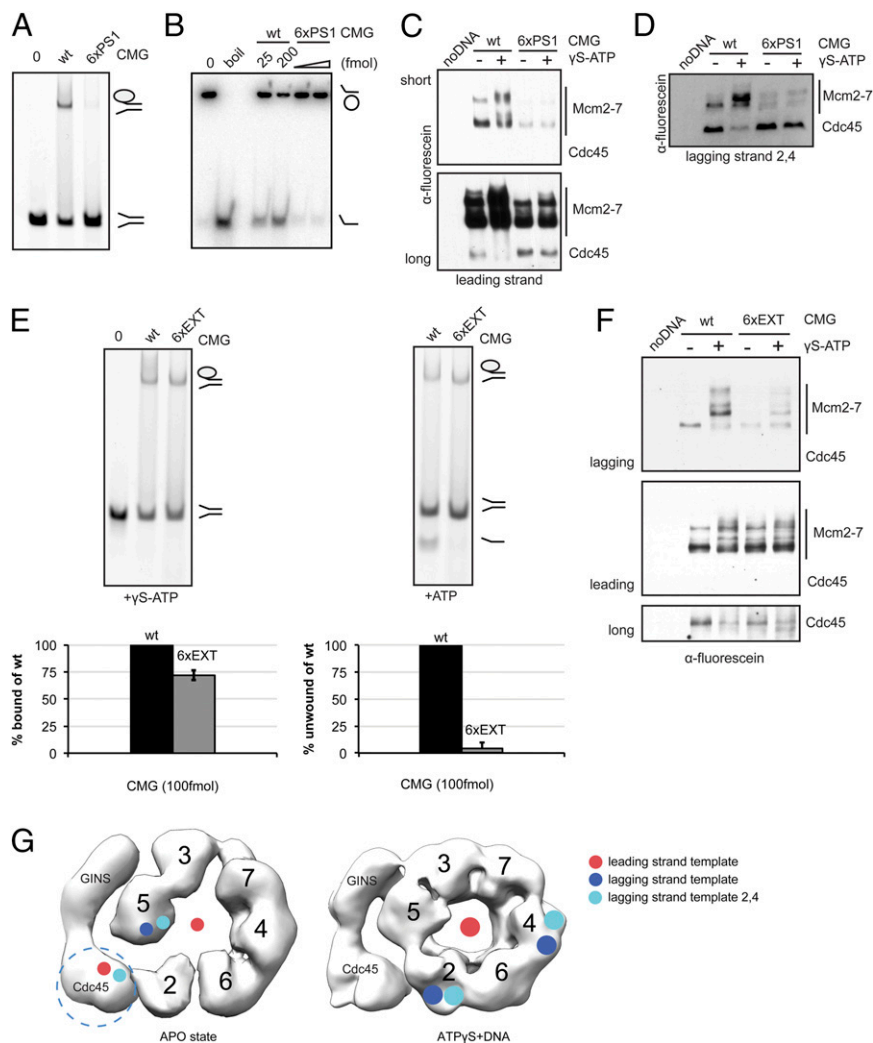 A
0 wt 6xPS1 CMG
B
wt 6xPS1 CMG
0 boil 25 200 (fmol)
C
noDNA wt 6xPS1 CMG
- + - + γS-ATP
short
Mcm2-7
Cdc45
α-fluorescein
Mcm2-7
long
Cdc45
leading strand
D
noDNA wt 6xPS1 CMG
- + - + γS-ATP
α-fluorescein
Mcm2-7
Cdc45
lagging strand 2,4
E
0 wt 6xEXT CMG
+γS-ATP
wt 6xEXT CMG
+ATP
% bound of wt
100
75
50
25
0
wt
6xEXT
CMG (100fmol)
% unwound of wt
100
75
50
25
0
wt
6xEXT
CMG (100fmol)
F
noDNA wt 6xEXT CMG
- + - + γS-ATP
Mcm2-7
lagging
Cdc45
Mcm2-7
leading
Cdc45
long
Cdc45
α-fluorescein
G
GINS
3
7
5
4
Cdc45
2
6
APO state
GINS
3
7
5
4
Cdc45
2
6
ATPγS+DNA
leading strand template
lagging strand template
lagging strand template 2,4